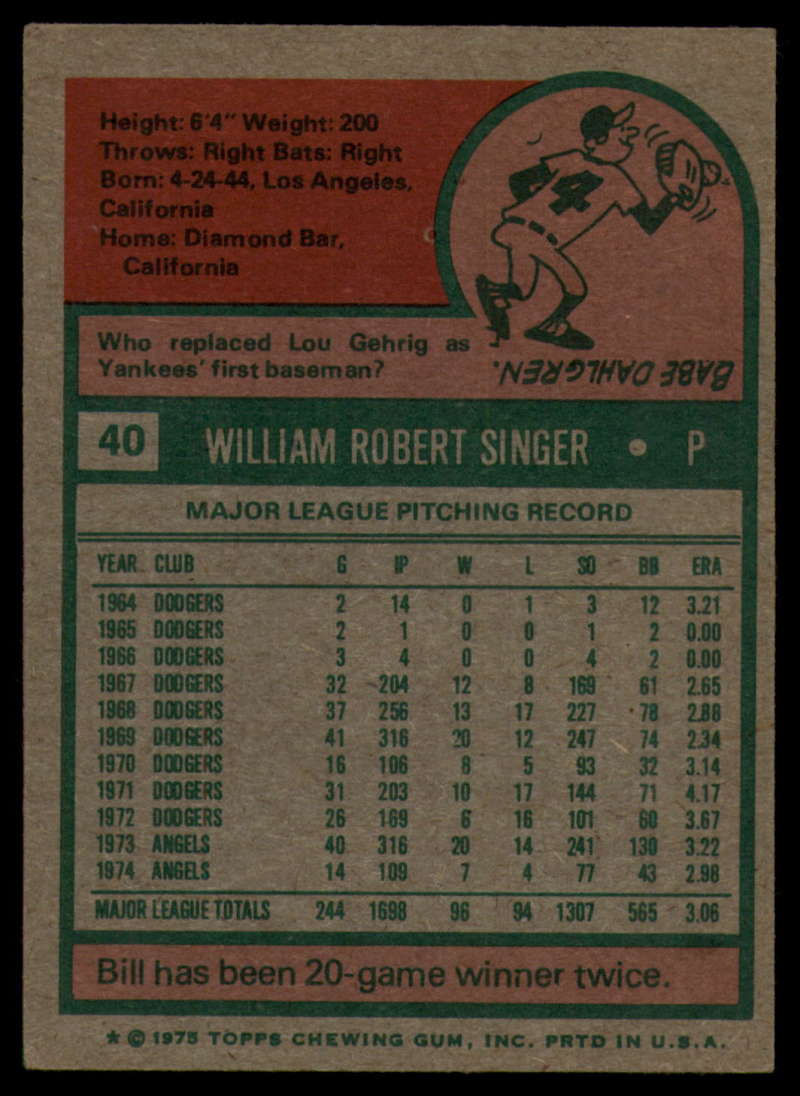 Height: 6'4" Weight: 200
Throws: Right Bats: Right
Born: 4-24-44, Los Angeles,
California
Home: Diamond Bar,
California
4
Who replaced Lou Gehrig as
Yankees' first baseman?
BABE DAHLGREN.
40 WILLIAM ROBERT SINGER • P
MAJOR LEAGUE PITCHING RECORD
YEAR CLUB G IP W L SO BB ERA
1964 DODGERS 2 14 0 1 3 12 3.21
1965 DODGERS 2 1 0 0 1 2 0.00
1966 DODGERS 3 4 0 0 4 2 0.00
1967 DODGERS 32 204 12 8 169 61 2.65
1968 DODGERS 37 256 13 17 227 78 2.88
1969 DODGERS 41 316 20 12 247 74 2.34
1970 DODGERS 16 106 8 5 93 32 3.14
1971 DODGERS 31 203 10 17 144 71 4.17
1972 DODGERS 26 169 6 16 101 60 3.67
1973 ANGELS 40 316 20 14 241 130 3.22
1974 ANGELS 14 109 7 4 77 43 2.98
MAJOR LEAGUE TOTALS 244 1698 96 94 1307 565 3.06
Bill has been 20-game winner twice.
* © 1975 TOPPS CHEWING GUM, INC. PRTD IN U.S.A.